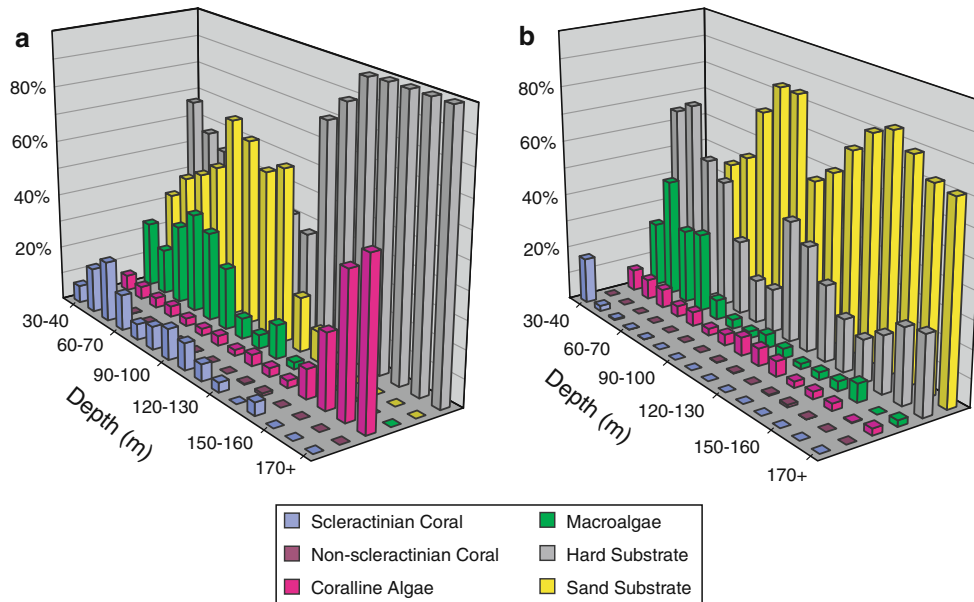 a
80%
60%
40%
20%
30-40
60-70
90-100
120-130
150-160
170+
Depth (m)
b
80%
60%
40%
20%
30-40
60-70
90-100
120-130
150-160
170+
Depth (m)
Scleractinian Coral
Non-scleractinian Coral
Coralline Algae
Macroalgae
Hard Substrate
Sand Substrate